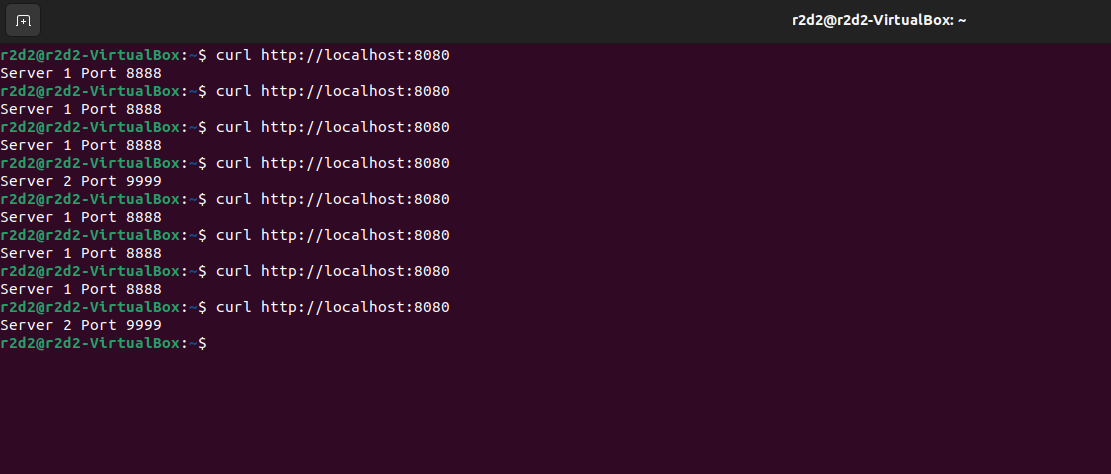 r2d2@r2d2-VirtualBox: ~
r2d2@r2d2-VirtualBox:~$ curl http://localhost:8080
Server 1 Port 8888
r2d2@r2d2-VirtualBox:~$ curl http://localhost:8080
Server 1 Port 8888
r2d2@r2d2-VirtualBox:~$ curl http://localhost:8080
Server 1 Port 8888
r2d2@r2d2-VirtualBox:~$ curl http://localhost:8080
Server 2 Port 9999
r2d2@r2d2-VirtualBox:~$ curl http://localhost:8080
Server 1 Port 8888
r2d2@r2d2-VirtualBox:~$ curl http://localhost:8080
Server 1 Port 8888
r2d2@r2d2-VirtualBox:~$ curl http://localhost:8080
Server 1 Port 8888
r2d2@r2d2-VirtualBox:~$ curl http://localhost:8080
Server 2 Port 9999
r2d2@r2d2-VirtualBox:~$